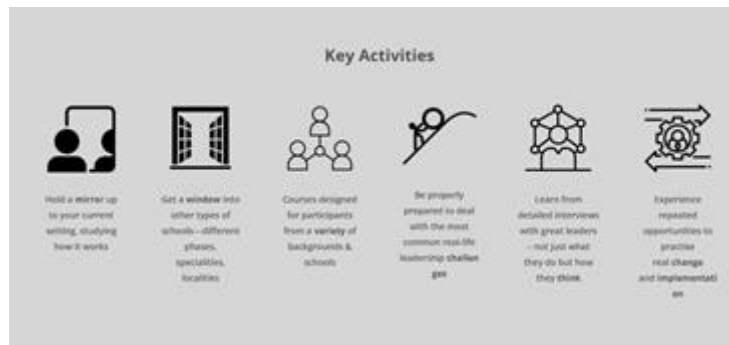 Key Activities
Hold a mirror up
to your current
setting, studying
how it works
Get a window into
other types of
schools – different
phases,
specialities,
localities
Courses designed
for participants
from a variety of
backgrounds &
schools
Be properly
prepared to deal
with the most
common real-life
leadership challen
ges
Learn from
detailed interviews
with great leaders
– not just what
they do but how
they think
Experience
repeated
opportunities to
practise
real change
and implementati
on